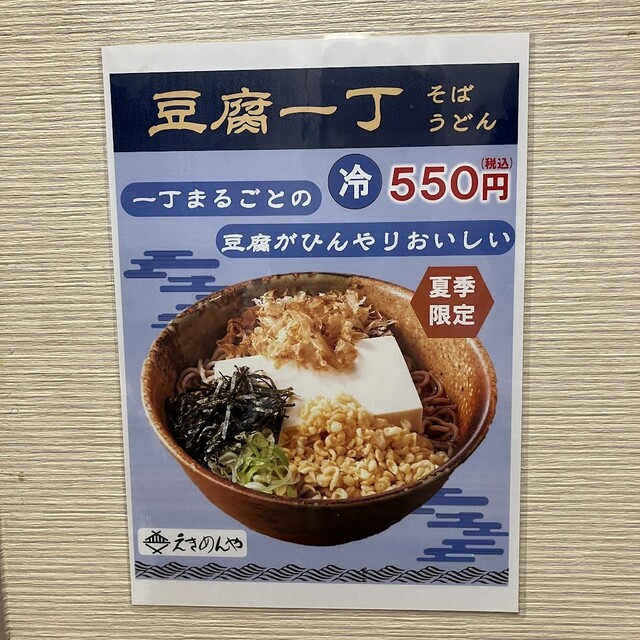 豆腐一丁
そば
うどん
冷 550円
(税込)
一丁まるごとの
豆腐がひんやりおいしい
夏季
限定
えきめんや